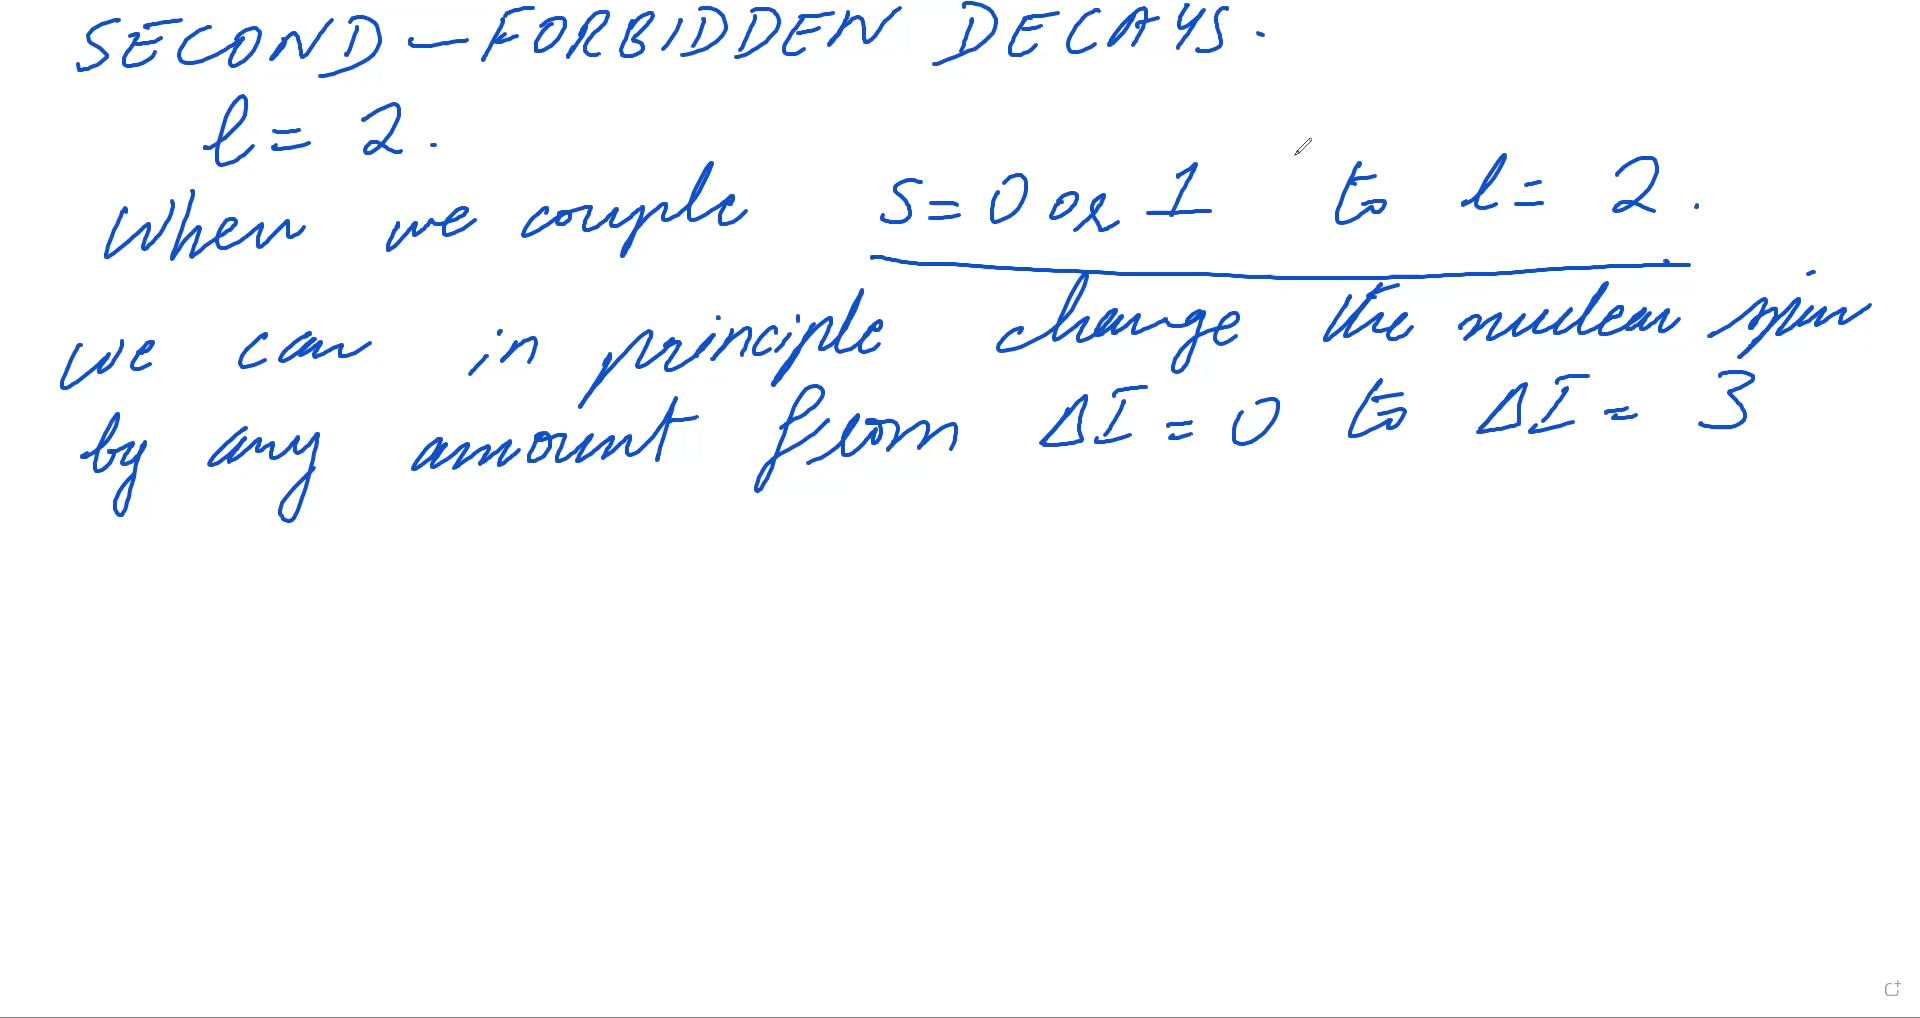 SECOND-FORBIDDEN DECAYS.
l = 2.
When we couple S=0 or 1 to l = 2.
we can in principle change the nuclear spin
by any amount from ΔI = 0 to ΔI = 3